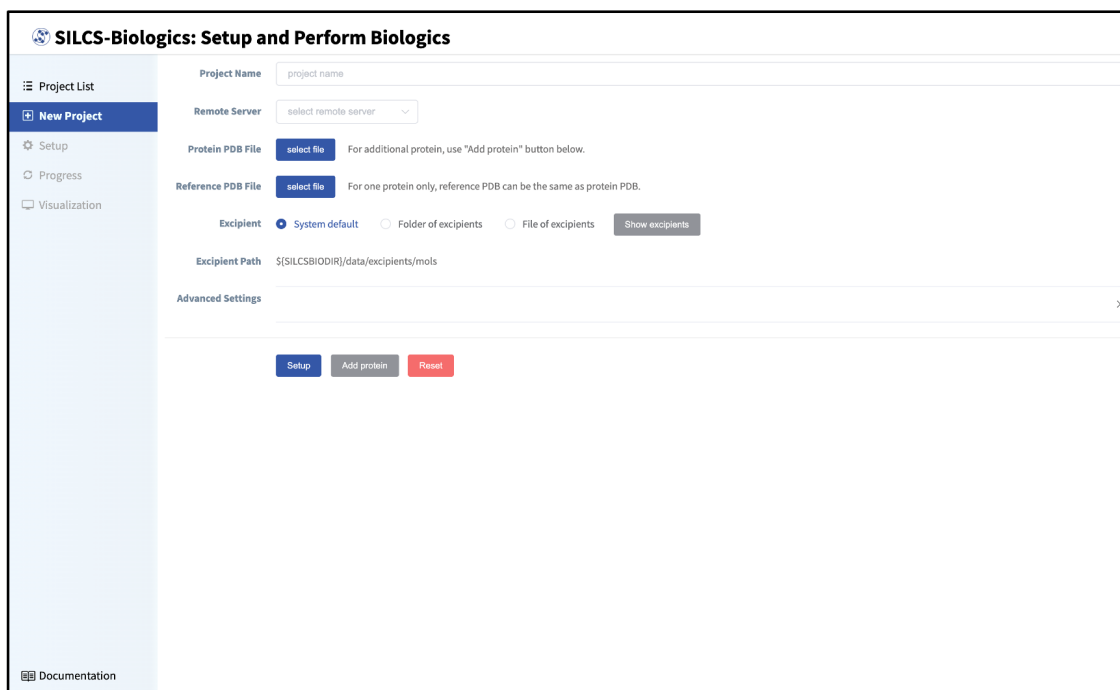 SILCS-Biologics: Setup and Perform Biologics
Project List
New Project
Setup
Progress
Visualization
Documentation
Project Name project name
Remote Server select remote server
Protein PDB File select file For additional protein, use "Add protein" button below.
Reference PDB File select file For one protein only, reference PDB can be the same as protein PDB.
Excipient System default Folder of excipients File of excipients Show excipients
Excipient Path ${SILCSBIODIR}/data/excipients/mols
Advanced Settings
Setup Add protein Reset